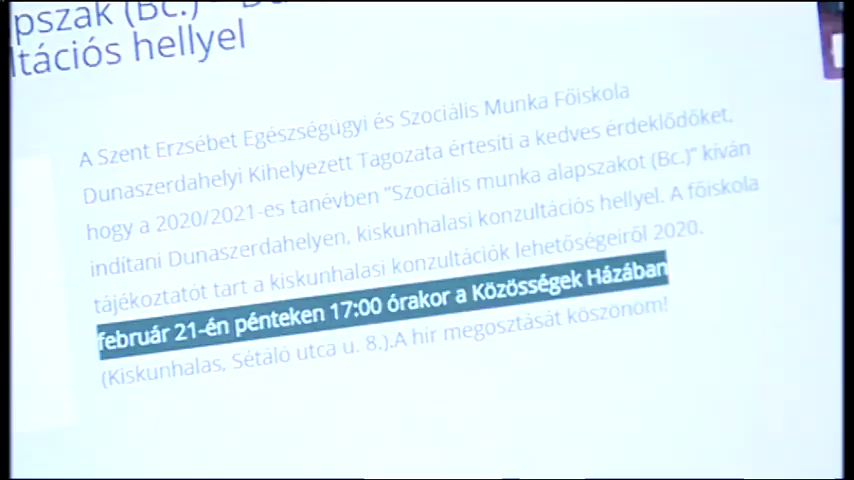 pszak (Bc.) - Du
ltációs hellyel
A Szent Erzsébet Egészségügyi és Szociális Munka Főiskola
Dunaszerdahelyi Kihelyezett Tagozata értesíti a kedves érdeklődőket,
hogy a 2020/2021-es tanévben "Szociális munka alapszakot (Bc.)" kíván
indítani Dunaszerdahelyen, kiskunhalasi konzultációs hellyel. A főiskola
tájékoztatót tart a kiskunhalasi konzultációk lehetőségeiről 2020.
február 21-én pénteken 17:00 órakor a Közösségek Házában
(Kiskunhalas, Sétáló utca u. 8.).A hír megosztását köszönöm!